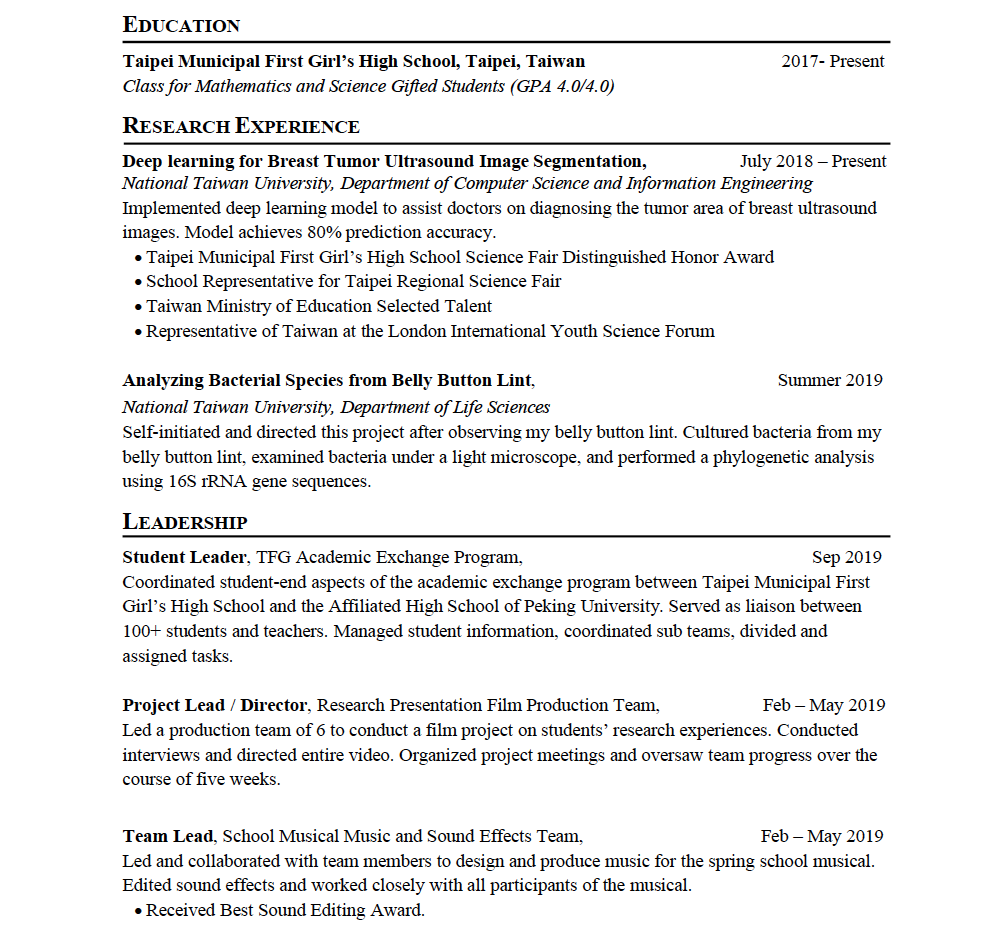 EDUCATION
Taipei Municipal First Girl’s High School, Taipei, Taiwan 2017- Present
Class for Mathematics and Science Gifted Students (GPA 4.0/4.0)
RESEARCH EXPERIENCE
Deep learning for Breast Tumor Ultrasound Image Segmentation, July 2018 – Present
National Taiwan University, Department of Computer Science and Information Engineering
Implemented deep learning model to assist doctors on diagnosing the tumor area of breast ultrasound
images. Model achieves 80% prediction accuracy.
• Taipei Municipal First Girl’s High School Science Fair Distinguished Honor Award
• School Representative for Taipei Regional Science Fair
• Taiwan Ministry of Education Selected Talent
• Representative of Taiwan at the London International Youth Science Forum
Analyzing Bacterial Species from Belly Button Lint, Summer 2019
National Taiwan University, Department of Life Sciences
Self-initiated and directed this project after observing my belly button lint. Cultured bacteria from my
belly button lint, examined bacteria under a light microscope, and performed a phylogenetic analysis
using 16S rRNA gene sequences.
LEADERSHIP
Student Leader, TFG Academic Exchange Program, Sep 2019
Coordinated student-end aspects of the academic exchange program between Taipei Municipal First
Girl’s High School and the Affiliated High School of Peking University. Served as liaison between
100+ students and teachers. Managed student information, coordinated sub teams, divided and
assigned tasks.
Project Lead / Director, Research Presentation Film Production Team, Feb – May 2019
Led a production team of 6 to conduct a film project on students’ research experiences. Conducted
interviews and directed entire video. Organized project meetings and oversaw team progress over the
course of five weeks.
Team Lead, School Musical Music and Sound Effects Team, Feb – May 2019
Led and collaborated with team members to design and produce music for the spring school musical.
Edited sound effects and worked closely with all participants of the musical.
• Received Best Sound Editing Award.